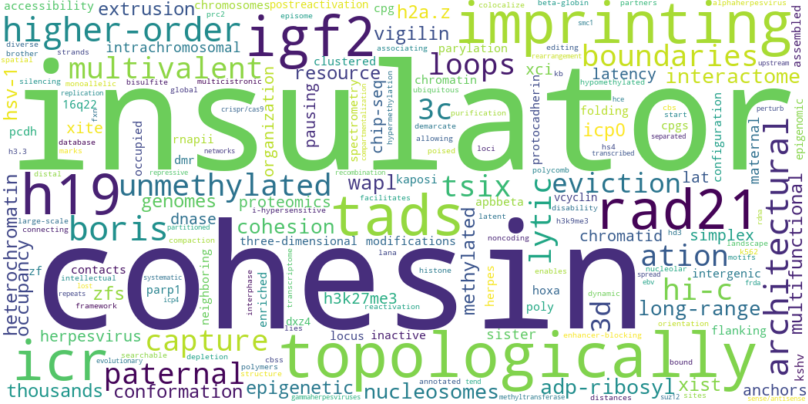 accessibility chromosomes postreactivation cpg colocalize beta-globin partners alphaherpesvirus
extrusion prc2 episome h2a.z associating smc1 editing upstream
higher-order igf2 vigilin imprinting assembled
diverse strands intrachromosomal clustered parylation rearrangement
brother multivalent resource loops xci boundaries
spatial monoallelic bisulfite multicistronic kb hypomethylated hce
hsv-1 silencing global crispr/cas9 chromatin latency interactome
insulator
16q22 replication fxn organization pausing spectrometry chip-seq 3c ubiquitous purification cbs start perturb
pcdh xite database rnapii hypermethylation demarcate protocadherin icp0 folding cpgs configuration epigenomic
h3.3 marks dmr networks occupied allowing poised loci separated hs4 transcribed maternal
distal repressive recombination polycomb
h19 unmethylated wapl kaposi tsix eviction lat architectural
genomes proteomics facilitates appbeta vcyclin disability noncoding rad21
large-scale boris dnase i-hypersensitive cohesion tads latent h3k9me3 chromatid hd3 simplex k562 landscape
connecting compaction partitioned three-dimensional modifications lana methylated lytic nucleolar motifs
heterochromatin occupancy zf contacts intellectual systematic histone ation intergenic spread
cohesin
lost repeats zfs parp1 icp4 neighboring enriched interphase transcriptome h3k27me3 herpes enables 3d hoxa ebv frda hi-c multifunctional
framework dxz4 reactivation poly dynamic long-range
herpesvirus searchable evolutionary capture lies locus inactive sister enhancer-blocking orientation flanking
icr depletion polymers cbss topologically bound anchors
thousands paternal structure annotated tend xist suz12 sites kshv
conformation epigenetic gammaherpesviruses nucleosomes methyltransferase adp-ribosyl distances